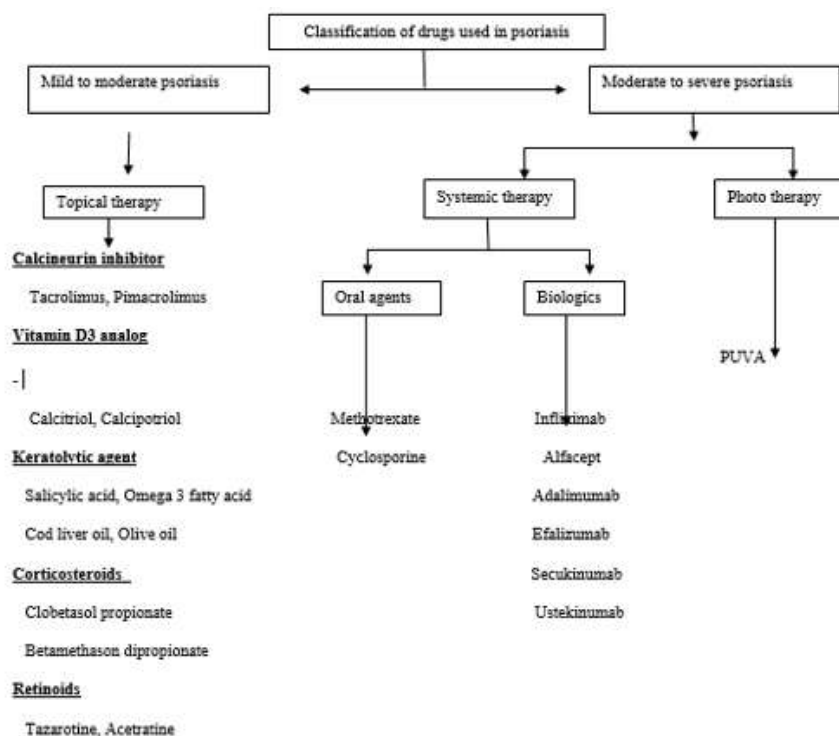 Classification of drugs used in psoriasis
Mild to moderate psoriasis
Moderate to severe psoriasis
Topical therapy
Systemic therapy
Photo therapy
Calcineurin inhibitor
Tacrolimus, Pimacrolimus
Oral agents
Biologics
Vitamin D3 analog
PUVA
-|
Calcitriol, Calcipotriol
Methotrexate
Infliximab
Keratolytic agent
Cyclosporine
Alfacept
Salicylic acid, Omega 3 fatty acid
Adalimumab
Cod liver oil, Olive oil
Efalizumab
Corticosteroids
Secukinumab
Clobetasol propionate
Ustekinumab
Betamethason dipropionate
Retinoids
Tazarotine, Acetratine